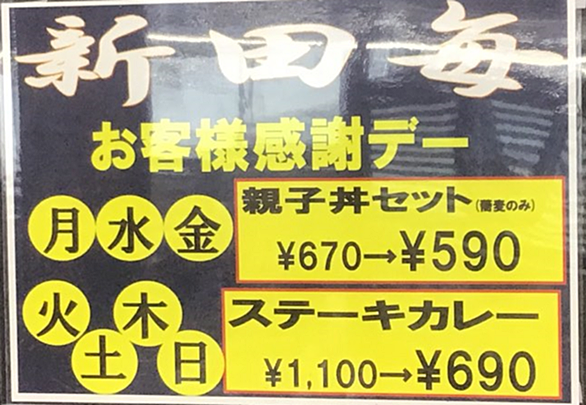 新田毎
お客様感謝デー
月水金
親子丼セット(蕎麦のみ)
¥670→¥590
火木
土日
ステーキカレー
¥1,100→¥690